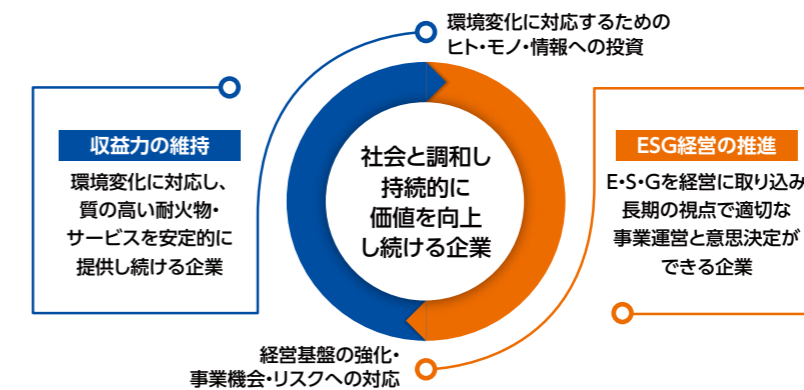 環境変化に対応するための
ヒト・モノ・情報への投資
収益力の維持
環境変化に対応し、
質の高い耐火物・
サービスを安定的に
提供し続ける企業
社会と調和し
持続的に
価値を向上
し続ける企業
ESG経営の推進
E・S・Gを経営に取り込み
長期の視点で適切な
事業運営と意思決定が
できる企業
経営基盤の強化・
事業機会・リスクへの対応